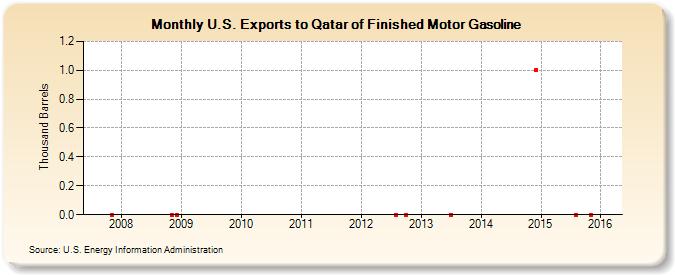 Monthly U.S. Exports to Qatar of Finished Motor Gasoline
Thousand Barrels
1.2
1.0
0.8
0.6
0.4
0.2
0.0
2008 2009 2010 2011 2012 2013 2014 2015 2016
Source: U.S. Energy Information Administration